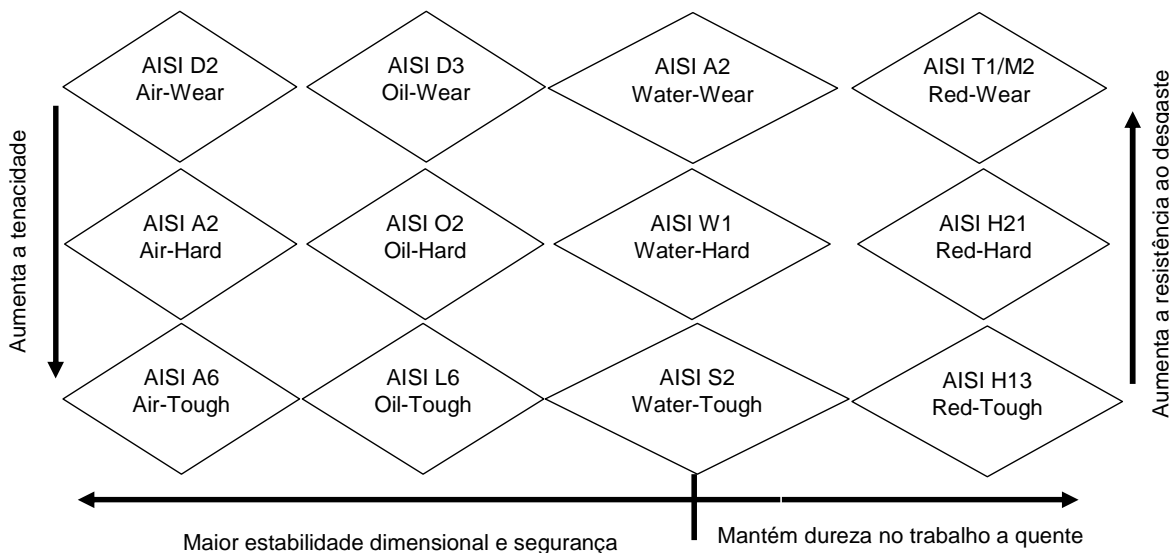 AISI D2
Air-Wear
AISI D3
Oil-Wear
AISI A2
Water-Wear
AISI T1/M2
Red-Wear
AISI A2
Air-Hard
AISI O2
Oil-Hard
AISI W1
Water-Hard
AISI H21
Red-Hard
AISI A6
Air-Tough
AISI L6
Oil-Tough
AISI S2
Water-Tough
AISI H13
Red-Tough
Aumenta a tenacidade
Aumenta a resistência ao desgaste
Maior estabilidade dimensional e segurança
Mantém dureza no trabalho a quente